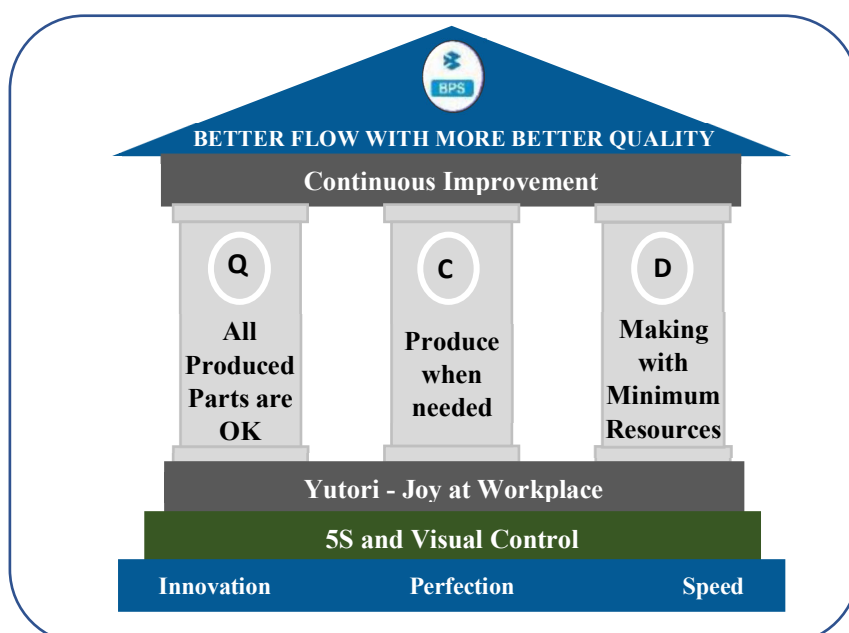 BPS
BETTER FLOW WITH MORE BETTER QUALITY
Continuous Improvement
Q
All
Produced
Parts are
OK
C
Produce
when
needed
D
Making
with
Minimum
Resources
Yutori - Joy at Workplace
5S and Visual Control
Innovation Perfection Speed